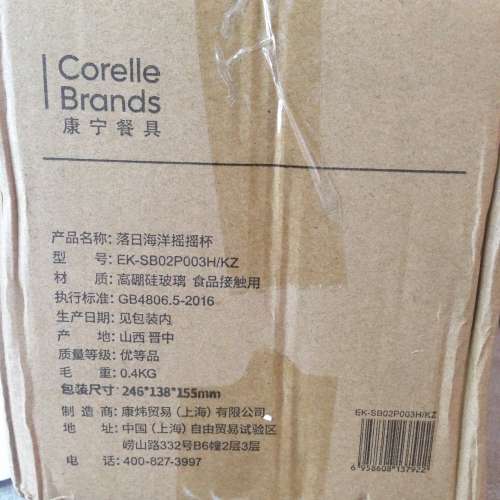 Corelle
Brands
康宁餐具
产品名称: 落日海洋摇摇杯
型 号: EK-SB02P003H/KZ
材 质: 高硼硅玻璃 食品接触用
执行标准: GB4806.5-2016
生产日期: 见包装内
产 地: 山西 晋中
质量等级: 优等品
毛 重: 0.4KG
包装尺寸: 246*138*155mm
制 造 商: 康炜贸易 (上海) 有限公司
地 址: 中国 (上海) 自由贸易试验区
崂山路332号B6幢2层3层
电 话: 400-827-3997
EK-SB02P003H/KZ
6 958608 137922